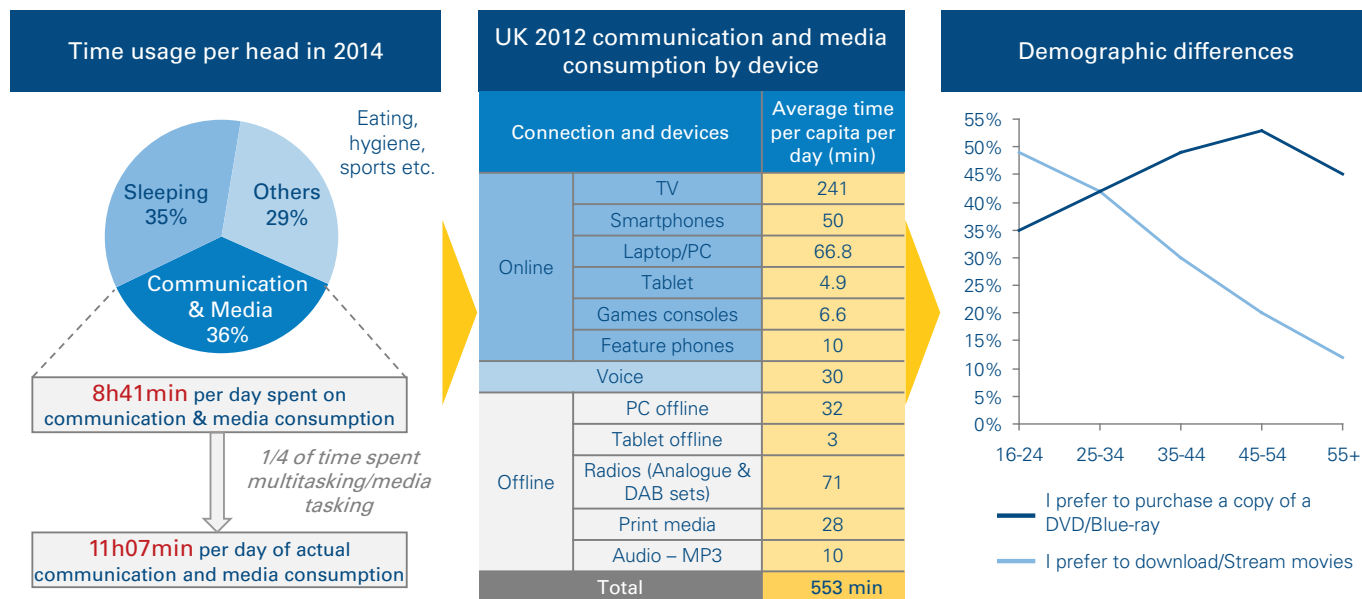 Time usage per head in 2014
Eating,
hygiene,
sports etc.
Sleeping
35%
Others
29%
Communication
& Media
36%
8h41min per day spent on
communication & media consumption
1/4 of time spent
multitasking/media
tasking
11h07min per day of actual
communication and media consumption
UK 2012 communication and media
consumption by device
Connection and devices
Average time
per capita per
day (min)
Online
TV 241
Smartphones 50
Laptop/PC 66.8
Tablet 4.9
Games consoles 6.6
Feature phones 10
Voice 30
Offline
PC offline 32
Tablet offline 3
Radios (Analogue &
DAB sets) 71
Print media 28
Audio – MP3 10
Total 553 min
Demographic differences
55%
50%
45%
40%
35%
30%
25%
20%
15%
10%
5%
0%
16-24 25-34 35-44 45-54 55+
I prefer to purchase a copy of a
DVD/Blue-ray
I prefer to download/Stream movies